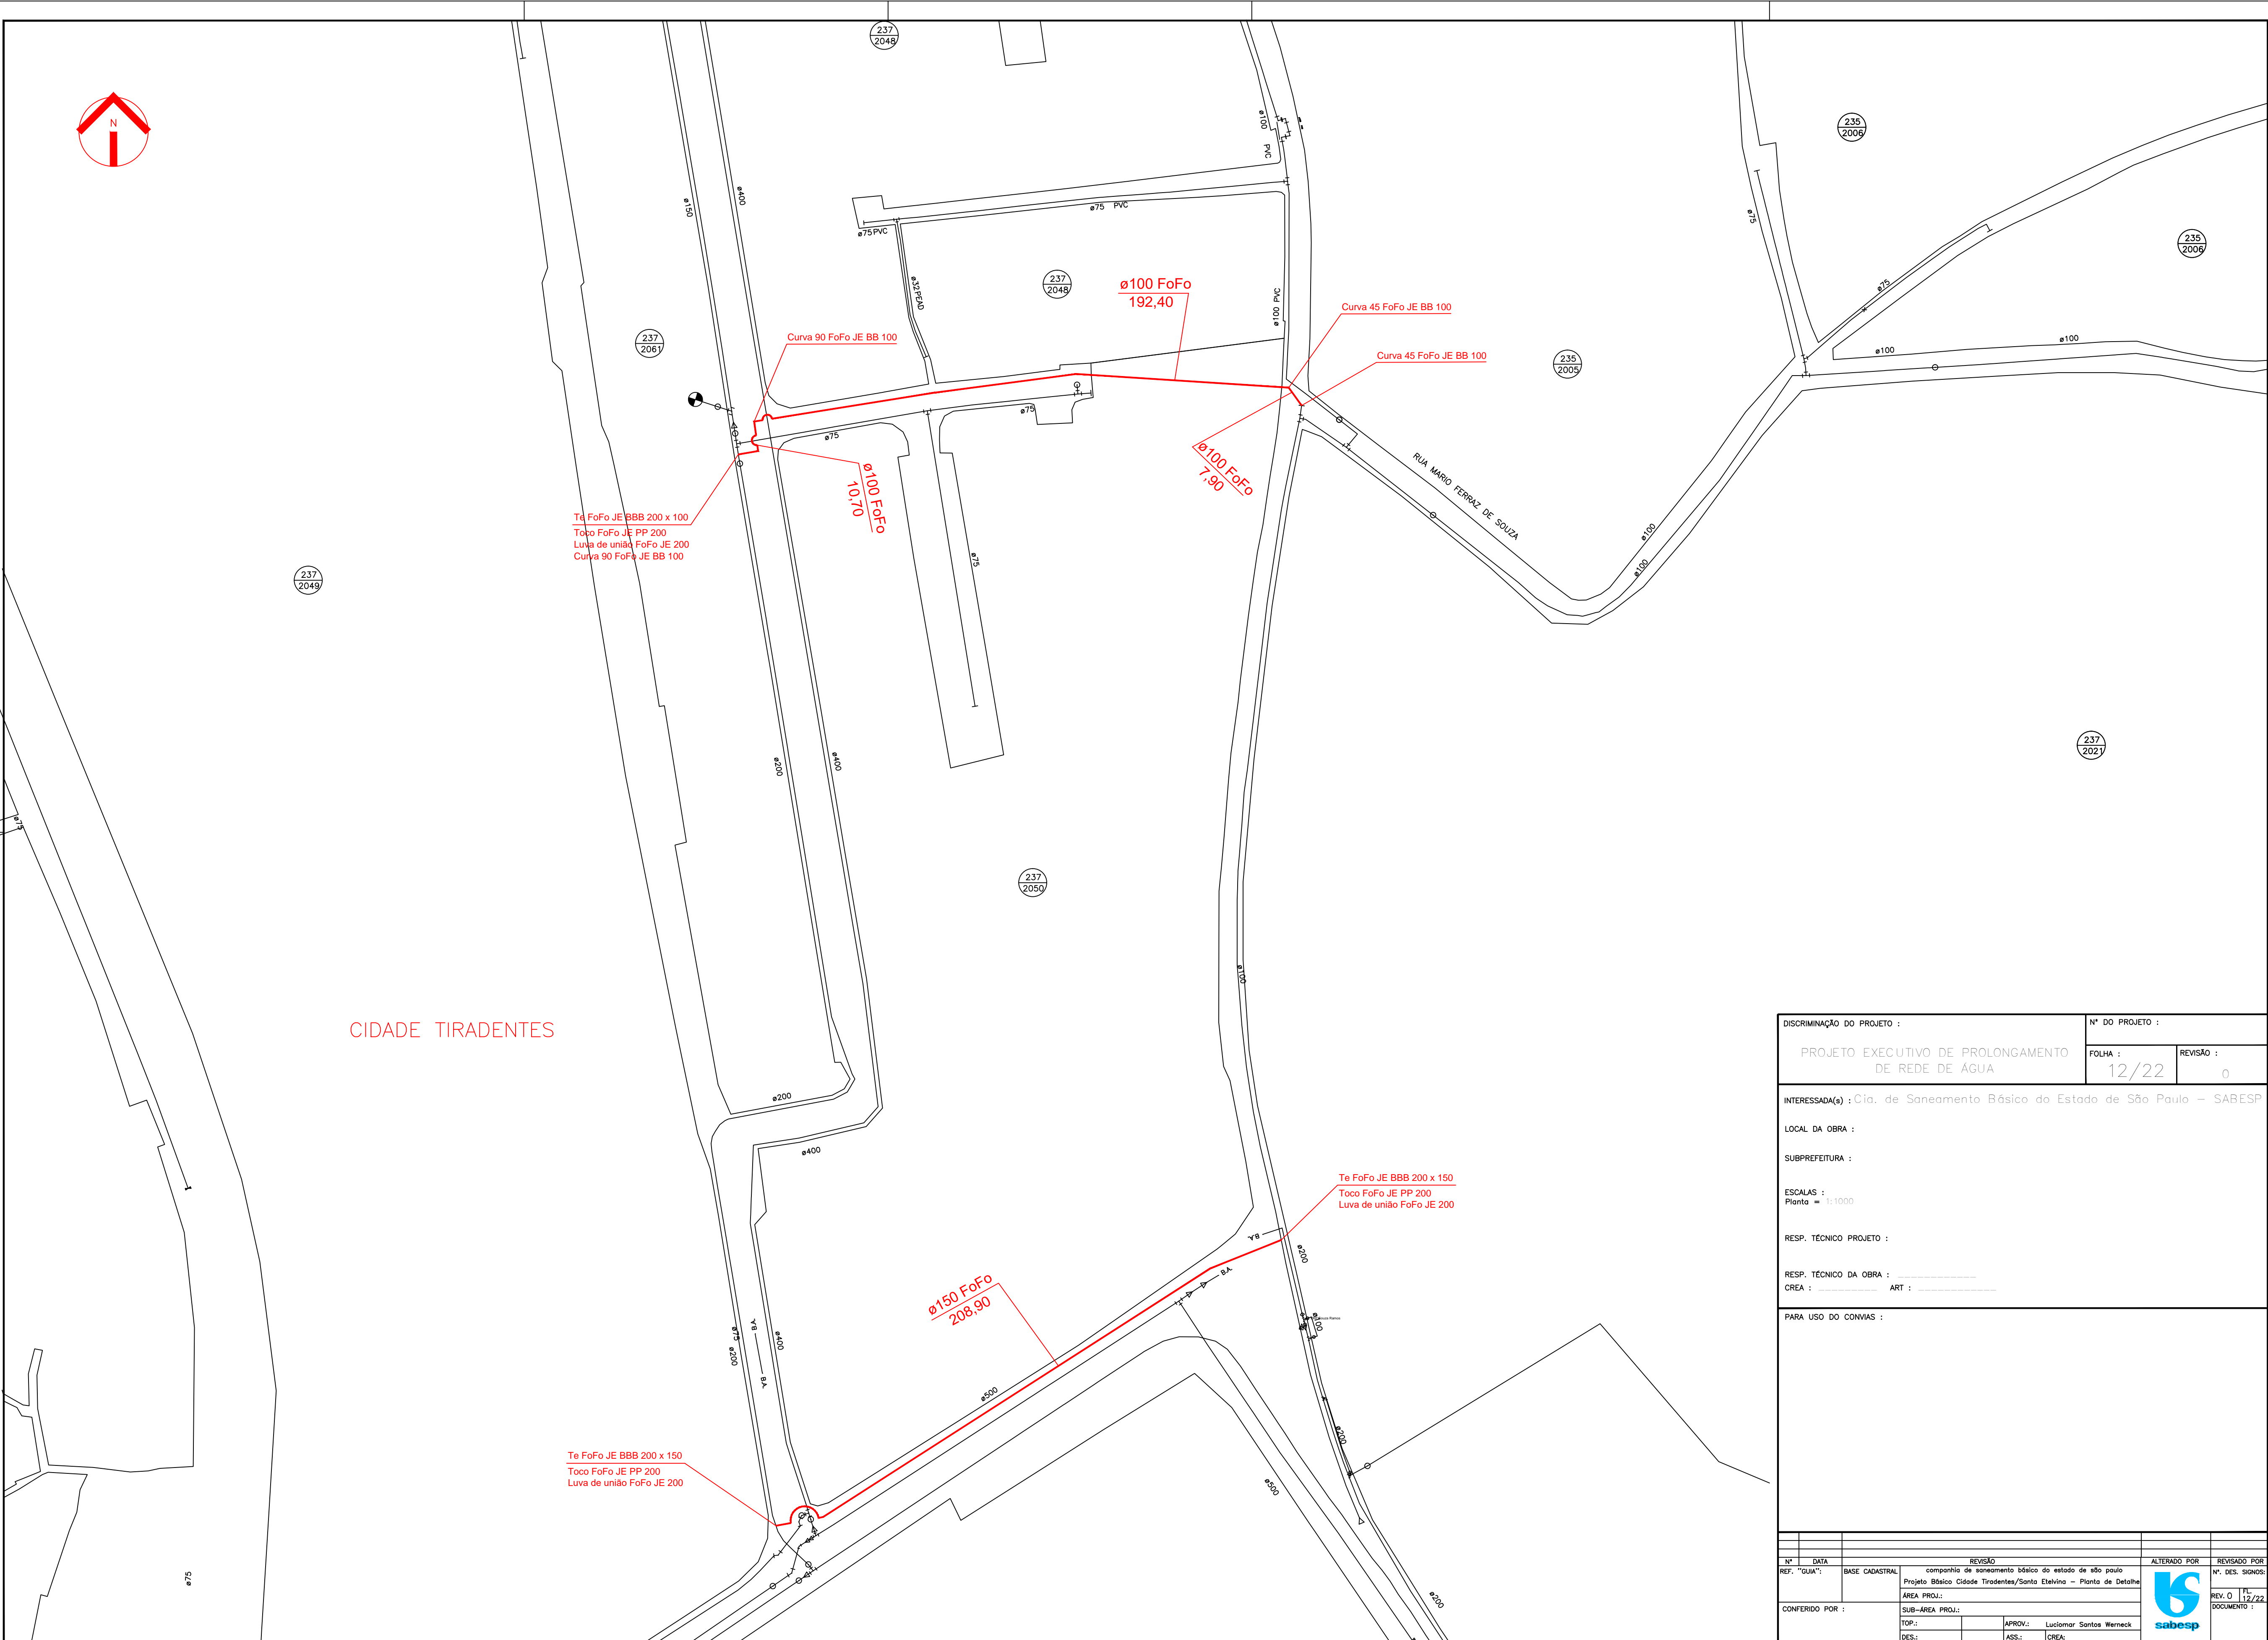 237
2048
N
235
2006
ø100 PVC
ø400
ø150
ø75 PVC
ø75
ø75PVC
235
2006
ø32PEAD
237
2048
ø100 FoFo
192,40
ø100 PVC
Curva 45 FoFo JE BB 100
ø75
237
2061
Curva 90 FoFo JE BB 100
Curva 45 FoFo JE BB 100
235
2005
ø100
ø100
ø75
ø75
ø100 FoFo
10,70
ø100 FoFo
7,90
RUA MARIO FERRAZ DE SOUZA
Te FoFo JE BBB 200 x 100
Toco FoFo JE PP 200
Luva de união FoFo JE 200
Curva 90 FoFo JE BB 100
ø100
ø100
ø75
237
2049
237
2021
ø200
ø400
ø75
237
2050
ø100
CIDADE TIRADENTES
ø200
ø400
Te FoFo JE BBB 200 x 150
Toco FoFo JE PP 200
Luva de união FoFo JE 200
B.A.
B.A.
ø200
ø150 FoFo
208,90
ø75
ø200
B.A.
B.A.
ø400
ø100
ø500
ø200
Te FoFo JE BBB 200 x 150
Toco FoFo JE PP 200
Luva de união FoFo JE 200
ø500
ø75
ø200
DISCRIMINAÇÃO DO PROJETO :
PROJETO EXECUTIVO DE PROLONGAMENTO
DE REDE DE ÁGUA
N° DO PROJETO :
FOLHA :
12/22
REVISÃO :
0
INTERESSADA(s) : Cia. de Saneamento Básico do Estado de São Paulo - SABESP
LOCAL DA OBRA :
SUBPREFEITURA :
ESCALAS :
Planta = 1:1000
RESP. TÉCNICO PROJETO :
RESP. TÉCNICO DA OBRA :
CREA : ART :
PARA USO DO CONVIAS :
N° DATA REVISÃO ALTERADO POR REVISADO POR
REF. "GUIA": BASE CADASTRAL
companhia de saneamento básico do estado de são paulo
Projeto Básico Cidade Tiradentes/Santa Etelvina - Planta de Detalhe
N°. DES. SIGNOS:
ÁREA PROJ.:
REV. 0 FL. 12/22
CONFERIDO POR :
SUB-ÁREA PROJ.:
DOCUMENTO :
TOP.: APROV.: Luciomar Santos Werneck
DES.: ASS.: CREA:
sabesp